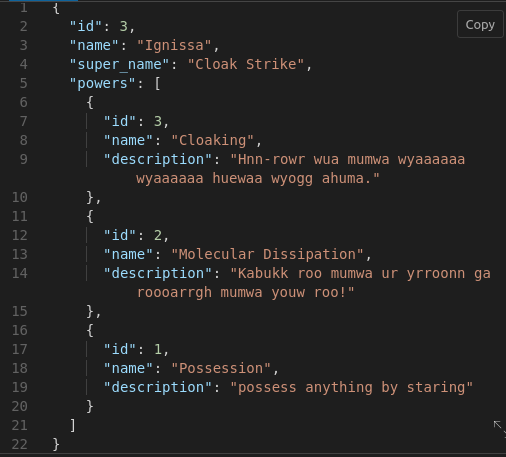 1 {
Copy
2 "id": 3,
3 "name": "Ignissa",
4 "super_name": "Cloak Strike",
5 "powers": [
6 {
7 "id": 3,
8 "name": "Cloaking",
9 "description": "Hnn-rowr wua mumwa wyaaaaaa
wyaaaaaa huewaa wyogg ahuma."
10 },
11 {
12 "id": 2,
13 "name": "Molecular Dissipation",
14 "description": "Kabukk roo mumwa ur yrroonn ga
roooarrgh mumwa youw roo!"
15 },
16 {
17 "id": 1,
18 "name": "Possession",
19 "description": "possess anything by staring"
20 }
21 ]
22 }